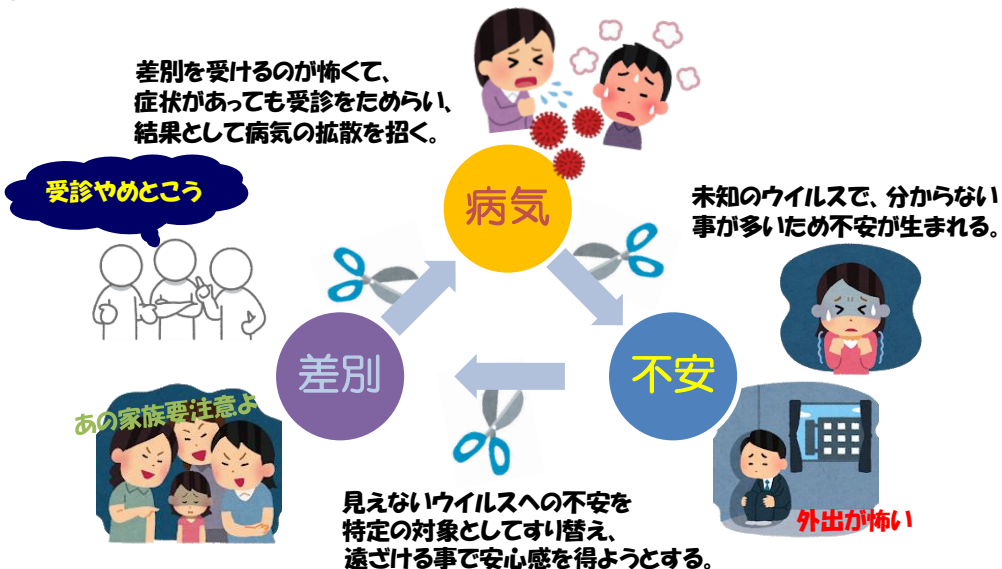 差別を受けるのが怖くて、
症状があっても受診をためらい、
結果として病気の拡散を招く。
受診やめとこう
病気
未知のウイルスで、分からない
事が多いため不安が生まれる。
差別
不安
あの家族要注意よ
外出が怖い
見えないウイルスへの不安を
特定の対象としてすり替え、
遠ざける事で安心感を得ようとする。